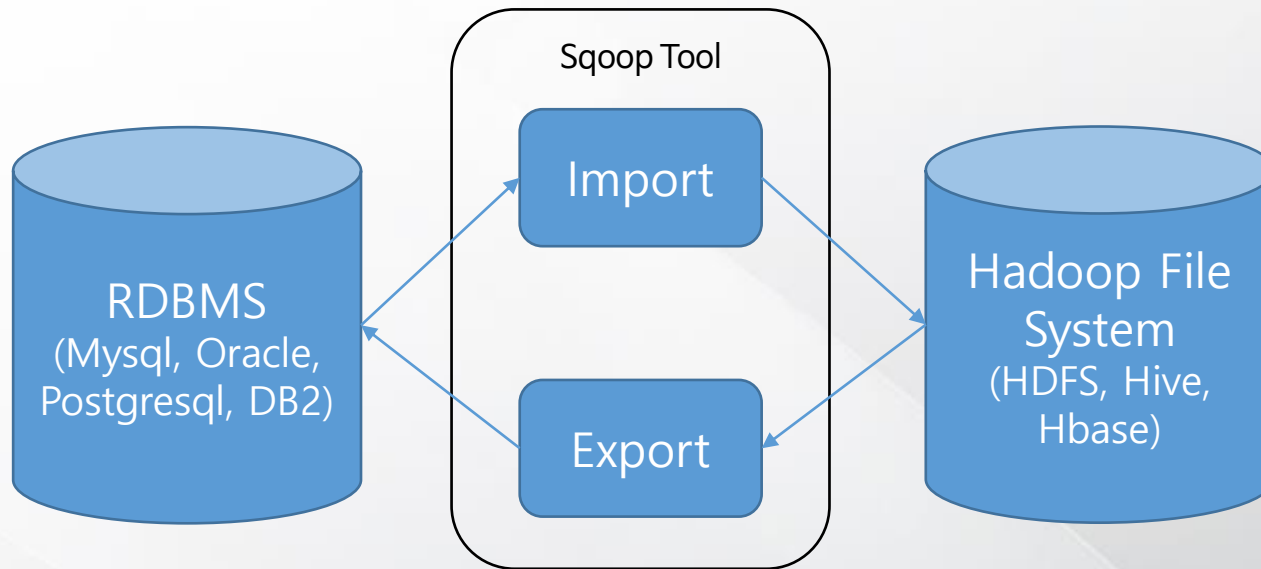 Sqoop Tool
Import
RDBMS
(Mysql, Oracle,
Postgresql, DB2)
Hadoop File
System
(HDFS, Hive,
Hbase)
Export